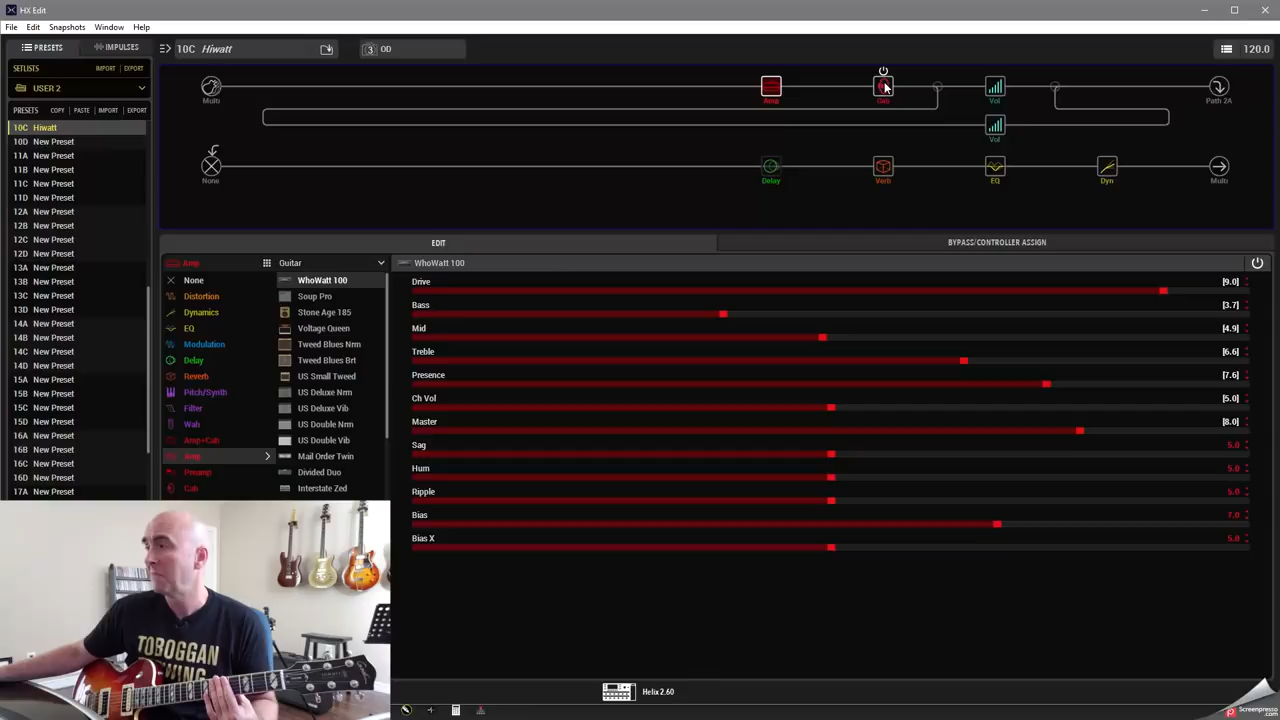 HX Edit
File Edit Snapshots Window Help
PRESETS IMPULSES
10C Hiwatt
3 OD
120.0
SETLISTS IMPORT EXPORT
USER 2
PRESETS COPY PASTE IMPORT EXPORT
10C Hiwatt
10D New Preset
11A New Preset
11B New Preset
11C New Preset
11D New Preset
12A New Preset
12B New Preset
12C New Preset
12D New Preset
13A New Preset
13B New Preset
13C New Preset
13D New Preset
14A New Preset
14B New Preset
14C New Preset
14D New Preset
15A New Preset
15B New Preset
15C New Preset
15D New Preset
16A New Preset
16B New Preset
16C New Preset
16D New Preset
17A New Preset
Multi Amp Cab Vol Path 2A
Vol
None Delay Verb EQ Dyn Multi
EDIT BYPASS/CONTROLLER ASSIGN
Amp Guitar
None
Distortion
Dynamics
EQ
Modulation
Delay
Reverb
Pitch/Synth
Filter
Wah
Amp+Cab
Amp
Preamp
Cab
WhoWatt 100
Soup Pro
Stone Age 185
Voltage Queen
Tweed Blues Nrm
Tweed Blues Brt
US Small Tweed
US Deluxe Nrm
US Deluxe Vib
US Double Nrm
US Double Vib
Mail Order Twin
Divided Duo
Interstate Zed
WhoWatt 100
Drive [9.0]
Bass [3.7]
Mid [4.9]
Treble [6.6]
Presence [7.6]
Ch Vol [5.0]
Master [8.0]
Sag 5.0
Hum 5.0
Ripple 5.0
Bias 7.0
Bias X 5.0
TOBOGGAN
BREWING
Helix 2.60
Screenpresso
.com